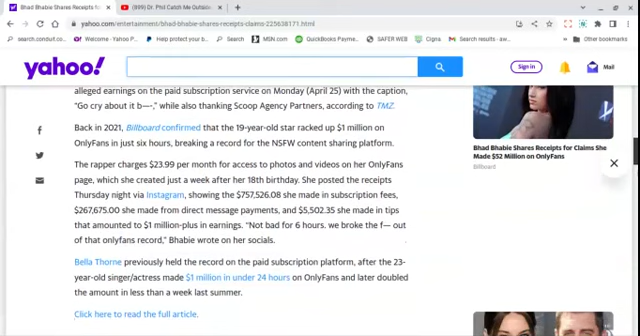 Bhad Bhabie Shares Receipts f
(999) Dr. Phil Catch Me Outsid
yahoo.com/entertainment/bhad-bhabie-shares-receipts-claims-225638171.html
search.conduit.co...
Welcome · Yahoo P...
Help protect your b...
Search
MSN.com
QuickBooks Payme...
SAFER WEB
Cigna
Search results - aw...
Other bookmarks
yahoo!
Sign in
Mail
alleged earnings on the paid subscription service on Monday (April 25) with the caption,
"Go cry about it b—-," while also thanking Scoop Agency Partners, according to TMZ.
Back in 2021, Billboard confirmed that the 19-year-old star racked up $1 million on
OnlyFans in just six hours, breaking a record for the NSFW content sharing platform.
The rapper charges $23.99 per month for access to photos and videos on her OnlyFans
page, which she created just a week after her 18th birthday. She posted the receipts
Thursday night via Instagram, showing the $757,526.08 she made in subscription fees,
$267,675.00 she made from direct message payments, and $5,502.35 she made in tips
that amounted to $1 million-plus in earnings. "Not bad for 6 hours. we broke the f— out
of that onlyfans record," Bhabie wrote on her socials.
Bella Thorne previously held the record on the paid subscription platform, after the 23-
year-old singer/actress made $1 million in under 24 hours on OnlyFans and later doubled
the amount in less than a week last summer.
Click here to read the full article.
Bhad Bhabie Shares Receipts for Claims She
Made $52 Million on OnlyFans
Billboard